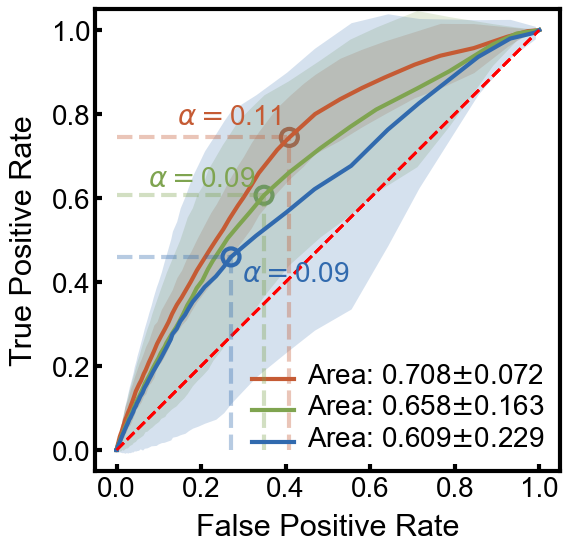 1.0
0.8
0.6
0.4
0.2
0.0
True Positive Rate
α = 0.11
α = 0.09
α = 0.09
Area: 0.708±0.072
Area: 0.658±0.163
Area: 0.609±0.229
0.0 0.2 0.4 0.6 0.8 1.0
False Positive Rate